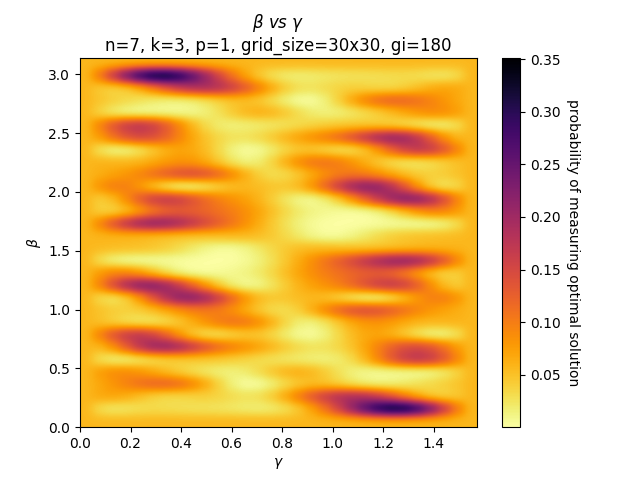 β vs γ
n=7, k=3, p=1, grid_size=30x30, gi=180
β
3.0
2.5
2.0
1.5
1.0
0.5
0.0
0.0 0.2 0.4 0.6 0.8 1.0 1.2 1.4
γ
0.35
0.30
0.25
0.20
0.15
0.10
0.05
probability of measuring optimal solution